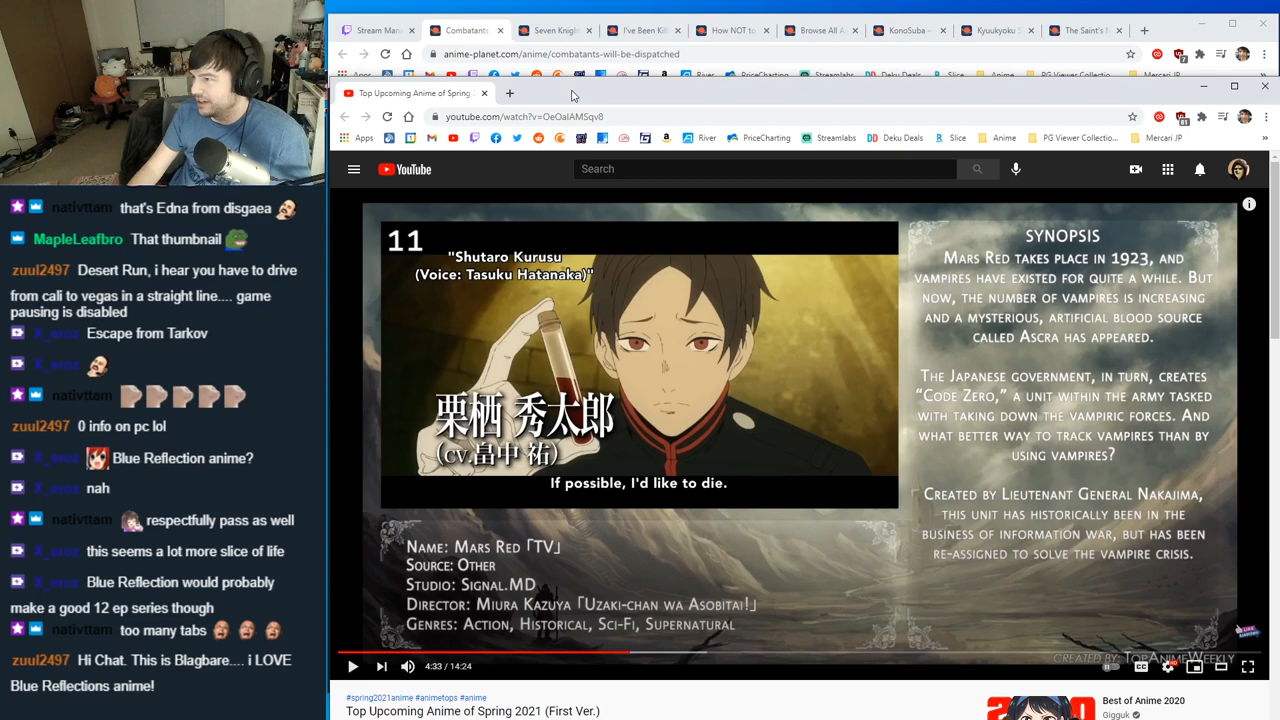 Stream Mana
Combatants
Seven Knigh
I've Been Kill
How NOT to
Browse All A
KonoSuba –
Kyuukyoku S
The Saint's M
anime-planet.com/anime/combatants-will-be-dispatched
Top Upcoming Anime of Spring
youtube.com/watch?v=OeOalAMSqv8
Apps
River
PriceCharting
Streamlabs
Deku Deals
Slice
Anime
PG Viewer Collectio...
Mercari JP
YouTube
Search
11
"Shutaro Kurusu
(Voice: Tasuku Hatanaka)"
栗栖 秀太郎
(cv.畠中 祐)
If possible, I'd like to die.
Name: Mars Red「TV」
Source: Other
Studio: Signal.MD
Director: Miura Kazuya「Uzaki-chan wa Asobitai!」
Genres: Action, Historical, Sci-Fi, Supernatural
Synopsis
Mars Red takes place in 1923, and
vampires have existed for quite a while. But
now, the number of vampires is increasing
and a mysterious, artificial blood source
called Ascra has appeared.
The Japanese government, in turn, creates
“Code Zero,” a unit within the army tasked
with taking down the vampiric forces. And
what better way to track vampires than by
using vampires?
Created by Lieutenant General Nakajima,
this unit has historically been in the
business of information war, but has been
re-assigned to solve the vampire crisis.
Created by: TopAnimeWeekly
4:33 / 14:24
#spring2021anime #animetops #anime
Top Upcoming Anime of Spring 2021 (First Ver.)
Best of Anime 2020
Gigguk
nativttam that's Edna from disgaea
MapleLeafbro That thumbnail
zuul2497 Desert Run, i hear you have to drive
from cali to vegas in a straight line.... game
pausing is disabled
Escape from Tarkov
nativttam
zuul2497 0 info on pc lol
Blue Reflection anime?
nah
nativttam respectfully pass as well
this seems a lot more slice of life
Blue Reflection would probably
make a good 12 ep series though
nativttam too many tabs
zuul2497 Hi Chat. This is Blagbare.... i LOVE
Blue Reflections anime!